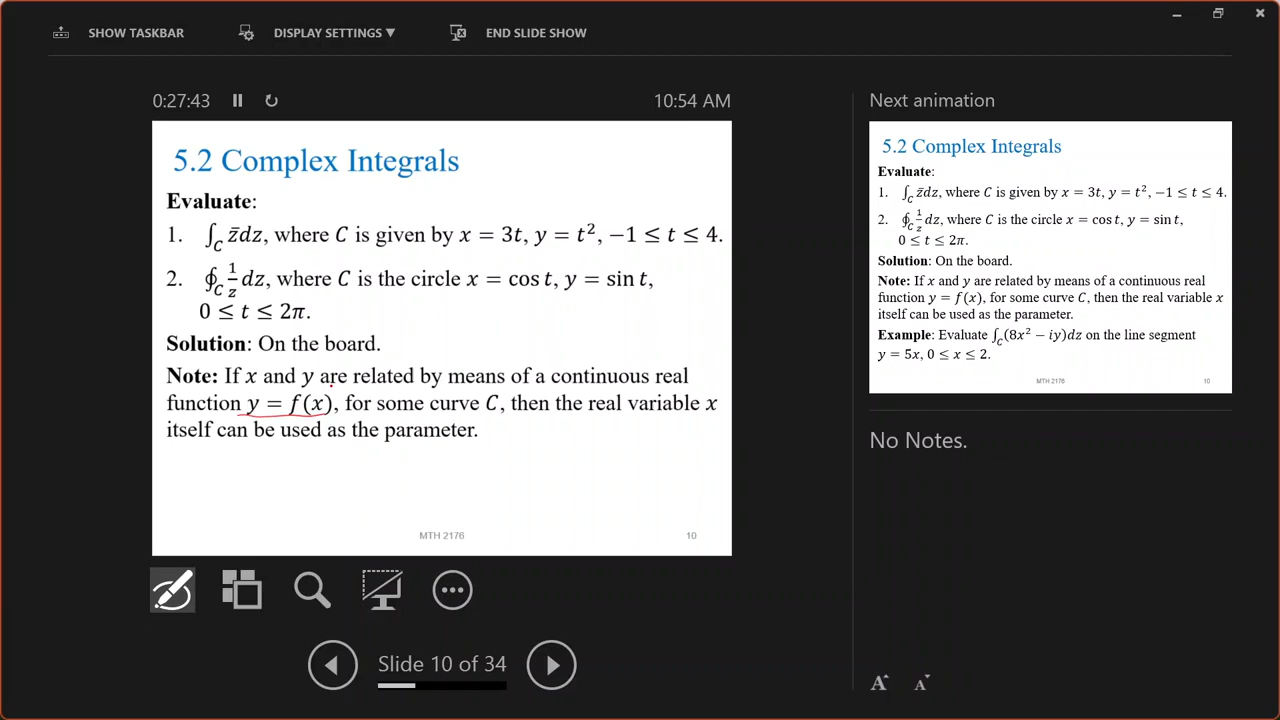 SHOW TASKBAR
DISPLAY SETTINGS ▼
END SLIDE SHOW
0:27:43
10:54 AM
5.2 Complex Integrals
Evaluate:
1. ∫_C z̄dz, where C is given by x = 3t, y = t², −1 ≤ t ≤ 4.
2. ∮_C 1/z dz, where C is the circle x = cos t, y = sin t,
0 ≤ t ≤ 2π.
Solution: On the board.
Note: If x and y are related by means of a continuous real
function y = f(x), for some curve C, then the real variable x
itself can be used as the parameter.
MTH 2176
10
Slide 10 of 34
Next animation
5.2 Complex Integrals
Evaluate:
1. ∫_C z̄dz, where C is given by x = 3t, y = t², −1 ≤ t ≤ 4.
2. ∮_C 1/z dz, where C is the circle x = cos t, y = sin t,
0 ≤ t ≤ 2π.
Solution: On the board.
Note: If x and y are related by means of a continuous real
function y = f(x), for some curve C, then the real variable x
itself can be used as the parameter.
Example: Evaluate ∫_C(8x² − iy)dz on the line segment
y = 5x, 0 ≤ x ≤ 2.
MTH 2176
10
No Notes.
A A